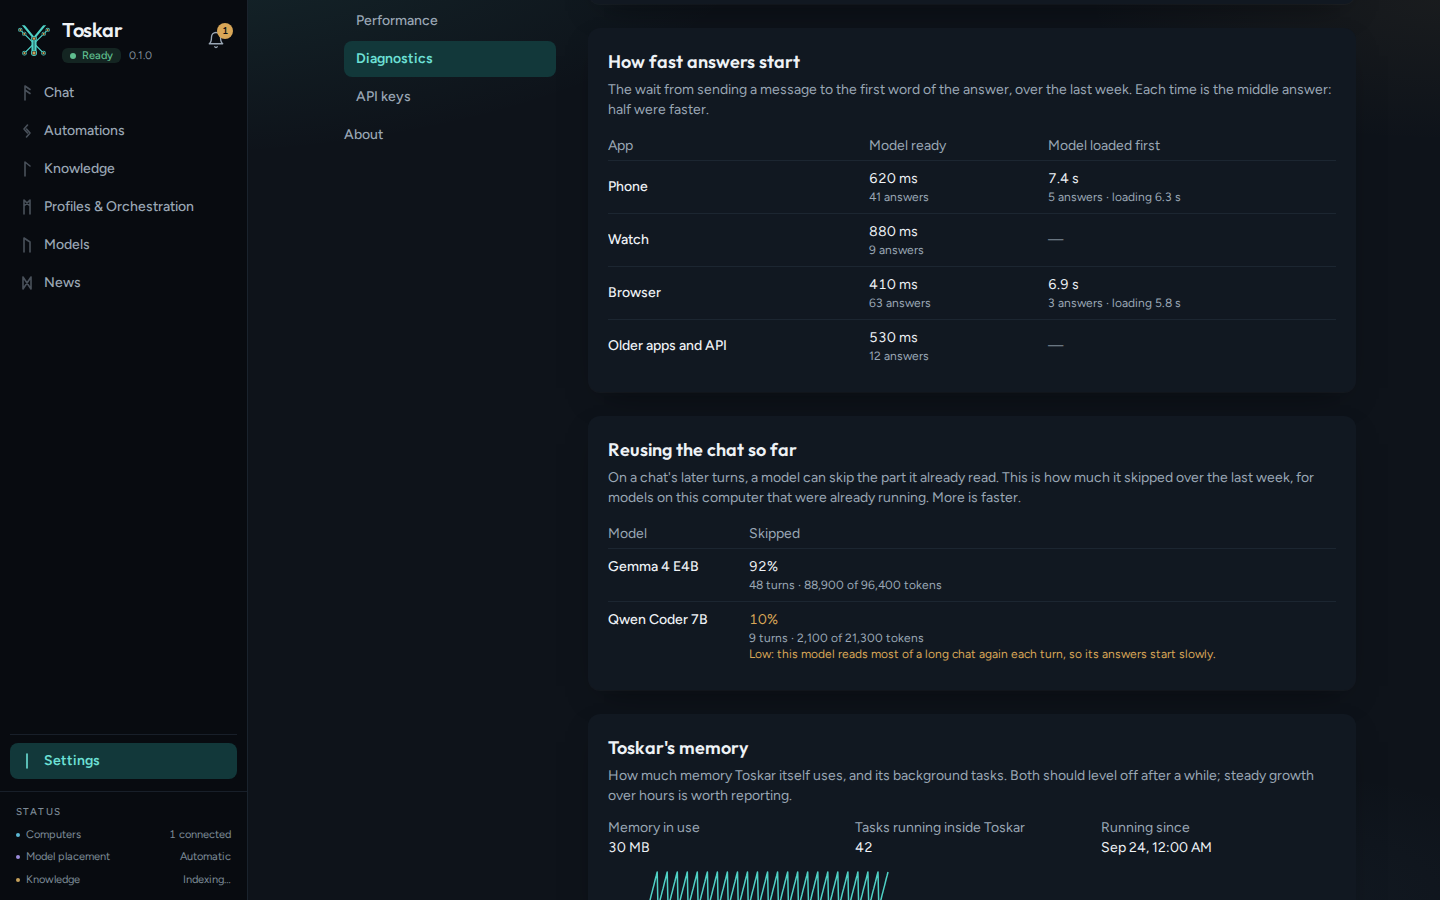 Toskar
Ready 0.1.0
1
Chat
Automations
Knowledge
Profiles & Orchestration
Models
News
Settings
STATUS
Computers 1 connected
Model placement Automatic
Knowledge Indexing…
Performance
Diagnostics
API keys
About
How fast answers start
The wait from sending a message to the first word of the answer, over the last week. Each time is the middle answer:
half were faster.
App Model ready Model loaded first
Phone 620 ms 7.4 s
41 answers 5 answers · loading 6.3 s
Watch 880 ms —
9 answers
Browser 410 ms 6.9 s
63 answers 3 answers · loading 5.8 s
Older apps and API 530 ms —
12 answers
Reusing the chat so far
On a chat's later turns, a model can skip the part it already read. This is how much it skipped over the last week, for
models on this computer that were already running. More is faster.
Model Skipped
Gemma 4 E4B 92%
48 turns · 88,900 of 96,400 tokens
Qwen Coder 7B 10%
9 turns · 2,100 of 21,300 tokens
Low: this model reads most of a long chat again each turn, so its answers start slowly.
Toskar's memory
How much memory Toskar itself uses, and its background tasks. Both should level off after a while; steady growth
over hours is worth reporting.
Memory in use Tasks running inside Toskar Running since
30 MB 42 Sep 24, 12:00 AM